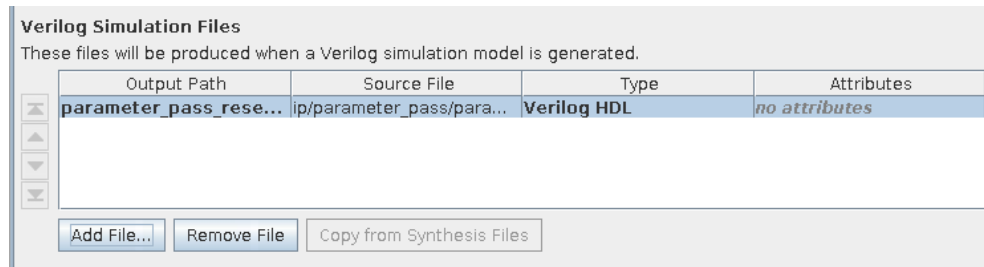 Verilog Simulation Files
These files will be produced when a Verilog simulation model is generated.
Output Path Source File Type Attributes
parameter_pass_rese... ip/parameter_pass/para... Verilog HDL no attributes
Add File... Remove File Copy from Synthesis Files